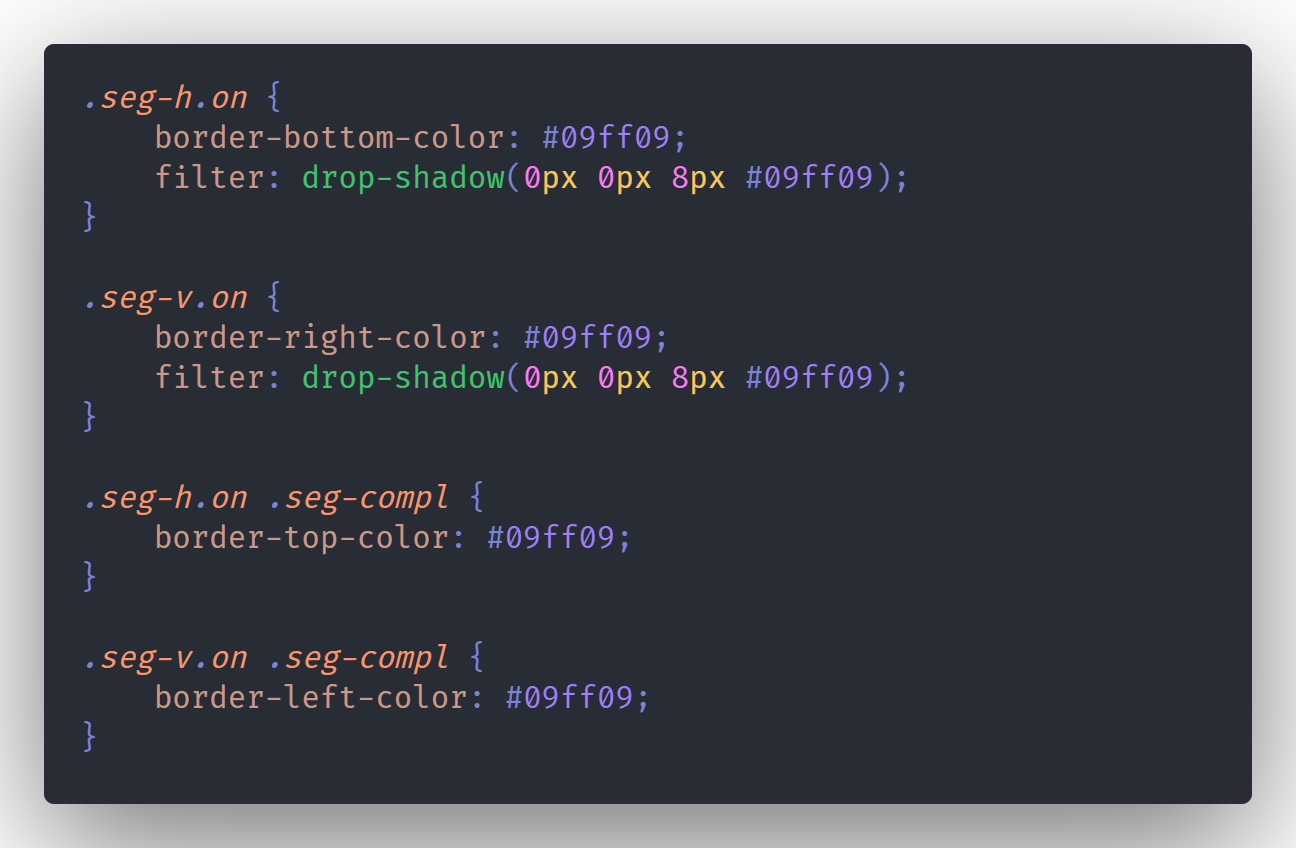 .seg-h.on {
    border-bottom-color: #09ff09;
    filter: drop-shadow(0px 0px 8px #09ff09);
}

.seg-v.on {
    border-right-color: #09ff09;
    filter: drop-shadow(0px 0px 8px #09ff09);
}

.seg-h.on .seg-compl {
    border-top-color: #09ff09;
}

.seg-v.on .seg-compl {
    border-left-color: #09ff09;
}